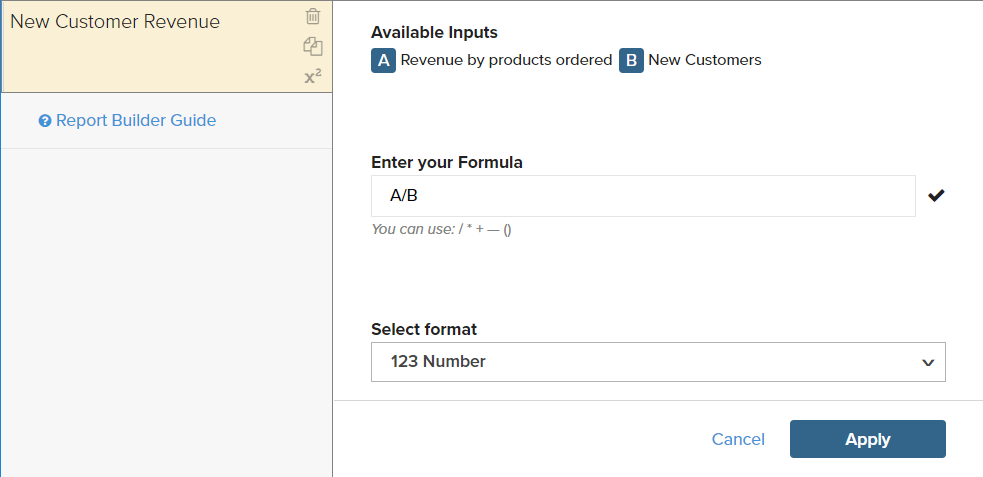 New Customer Revenue
x²
Report Builder Guide
Available Inputs
A Revenue by products ordered B New Customers
Enter your Formula
A/B
You can use: / * + — ()
Select format
123 Number
Cancel
Apply